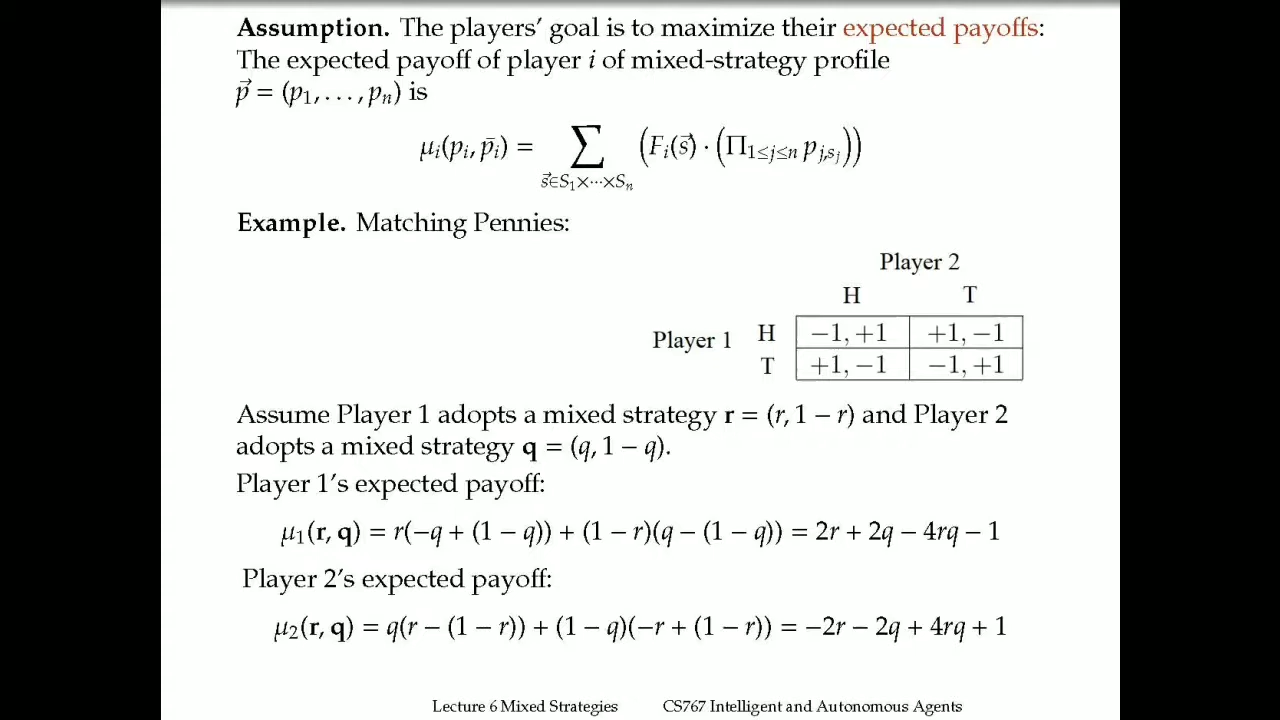 Assumption. The players' goal is to maximize their expected payoffs:
The expected payoff of player i of mixed-strategy profile
p⃗ = (p₁, . . . , pₙ) is
μᵢ(pᵢ, p̄ᵢ) = ∑ (Fᵢ(s⃗) · (Π₁≤j≤n pj,sj))
s⃗∈S₁×···×Sₙ
Example. Matching Pennies:
Player 2
H T
Player 1 H −1, +1 +1, −1
T +1, −1 −1, +1
Assume Player 1 adopts a mixed strategy r = (r, 1 − r) and Player 2
adopts a mixed strategy q = (q, 1 − q).
Player 1's expected payoff:
μ₁(r, q) = r(−q + (1 − q)) + (1 − r)(q − (1 − q)) = 2r + 2q − 4rq − 1
Player 2's expected payoff:
μ₂(r, q) = q(r − (1 − r)) + (1 − q)(−r + (1 − r)) = −2r − 2q + 4rq + 1
Lecture 6 Mixed Strategies CS767 Intelligent and Autonomous Agents